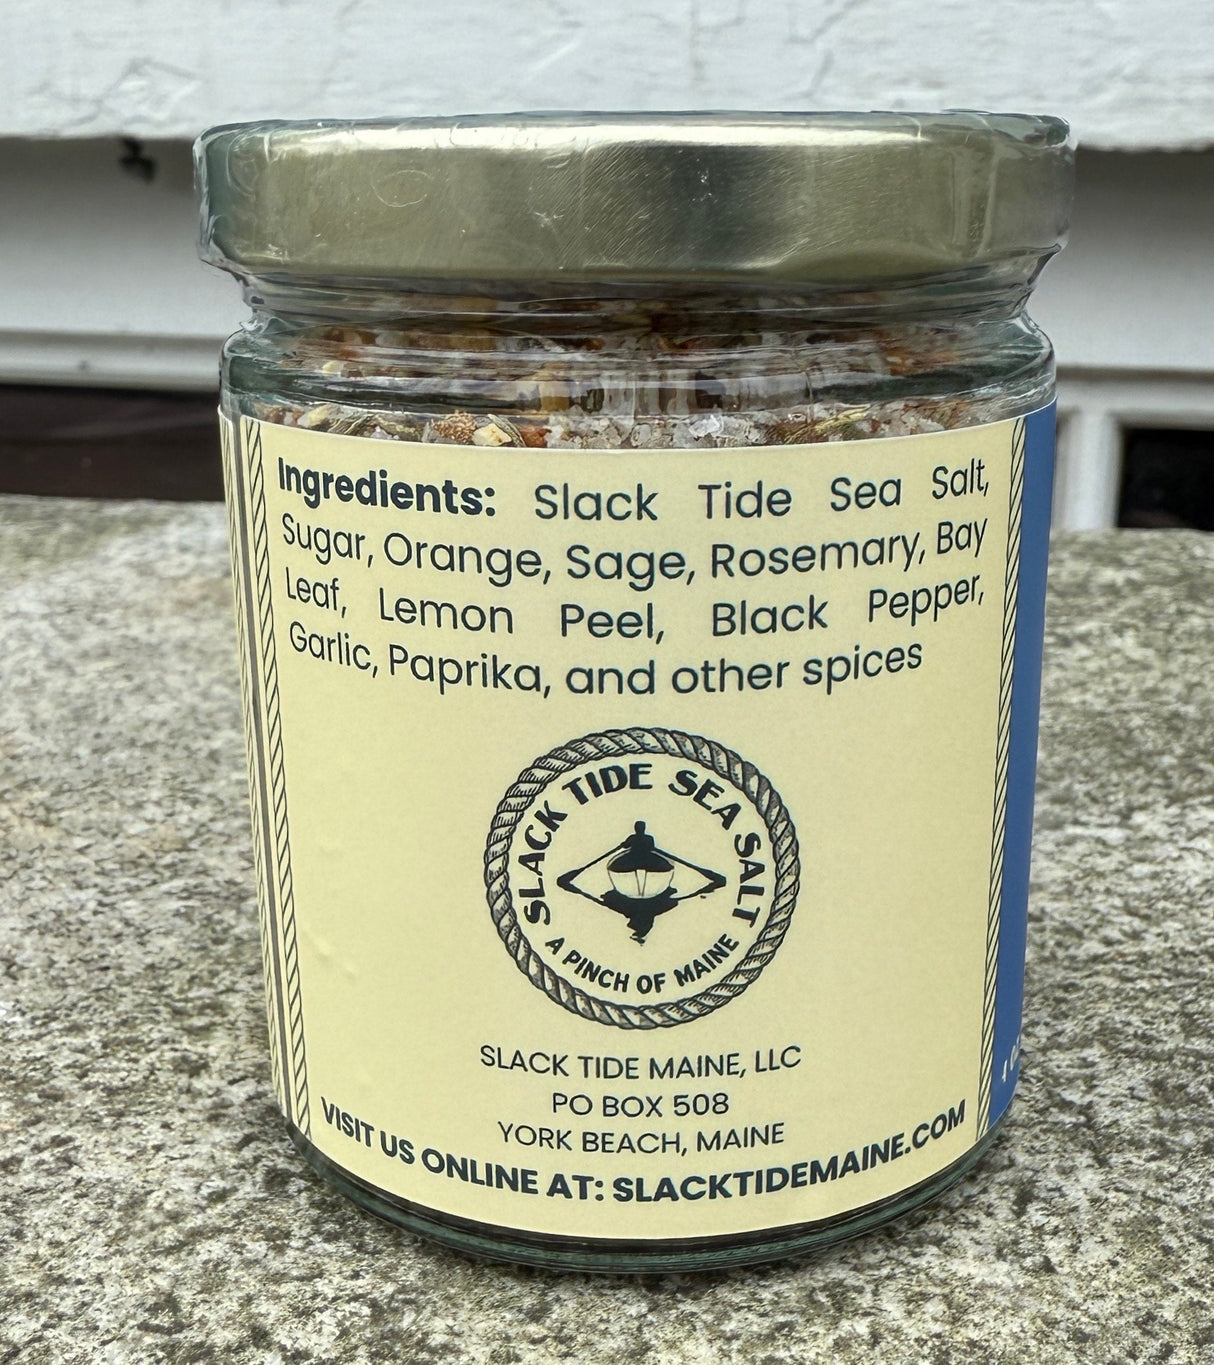 Ingredients: Slack Tide Sea Salt,
Sugar, Orange, Sage, Rosemary, Bay
Leaf, Lemon Peel, Black Pepper,
Garlic, Paprika, and other spices
SLACK TIDE SEA SALT
A PINCH OF MAINE
SLACK TIDE MAINE, LLC
PO BOX 508
YORK BEACH, MAINE
VISIT US ONLINE AT: SLACKTIDEMAINE.COM